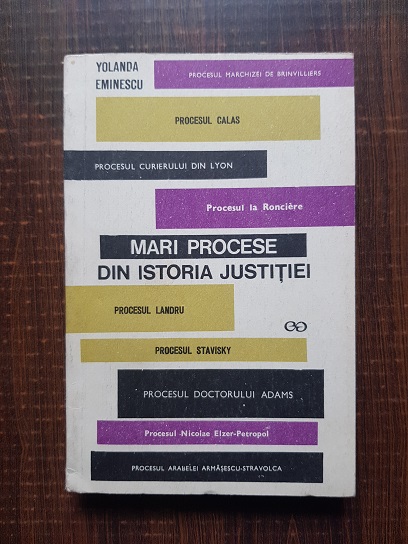 YOLANDA
EMINESCU
PROCESUL MARCHIZEI DE BRINVILLIERS
PROCESUL CALAS
PROCESUL CURIERULUI DIN LYON
Procesul la Roncière
MARI PROCESE
DIN ISTORIA JUSTIȚIEI
PROCESUL LANDRU
PROCESUL STAVISKY
PROCESUL DOCTORULUI ADAMS
Procesul Nicolae Elzer-Petropol
PROCESUL ARABELEI ARMĂȘESCU-STRAVOLCA